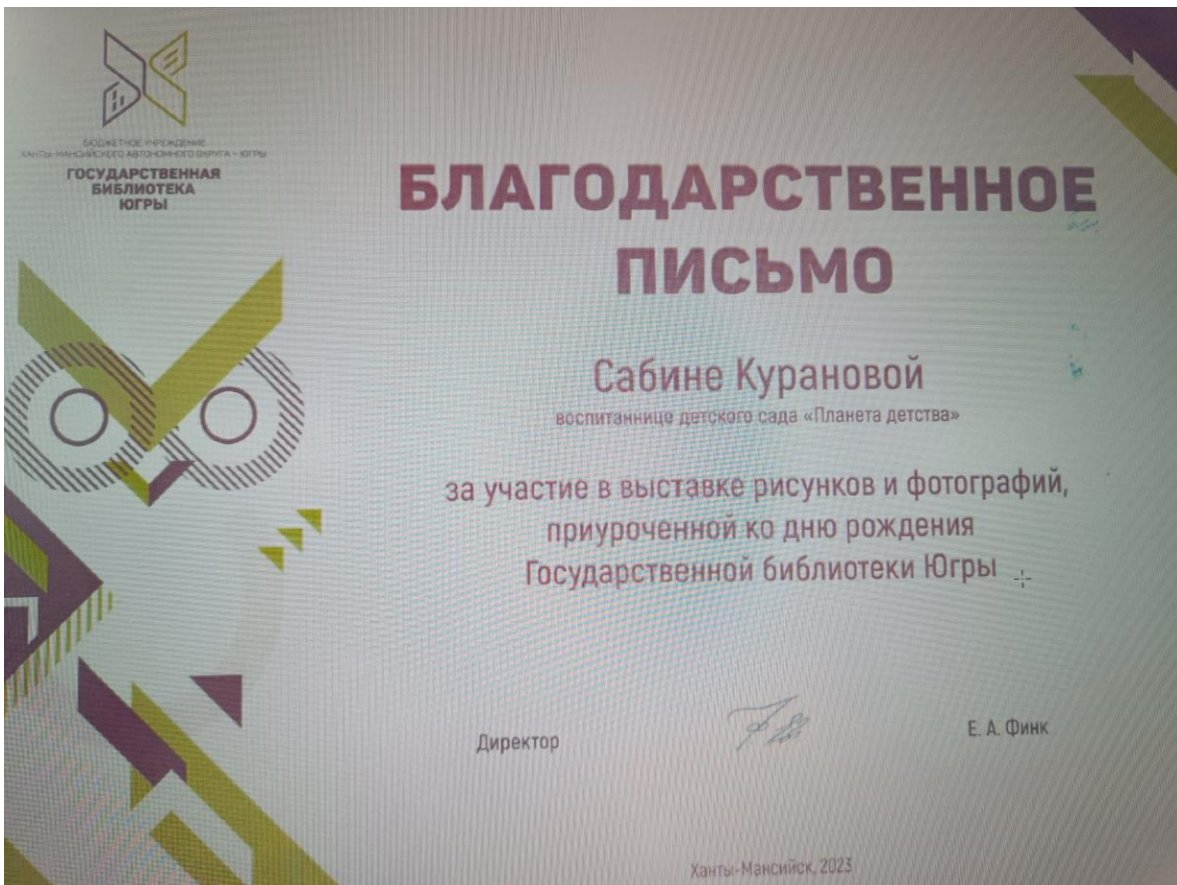 БЮДЖЕТНОЕ УЧРЕЖДЕНИЕ
ХАНТЫ-МАНСИЙСКОГО АВТОНОМНОГО ОКРУГА – ЮГРЫ
ГОСУДАРСТВЕННАЯ
БИБЛИОТЕКА
ЮГРЫ
БЛАГОДАРСТВЕННОЕ
ПИСЬМО
Сабине Курановой
воспитаннице детского сада «Планета детства»
за участие в выставке рисунков и фотографий,
приуроченной ко дню рождения
Государственной библиотеки Югры
Директор
Е. А. Финк
Ханты-Мансийск, 2023